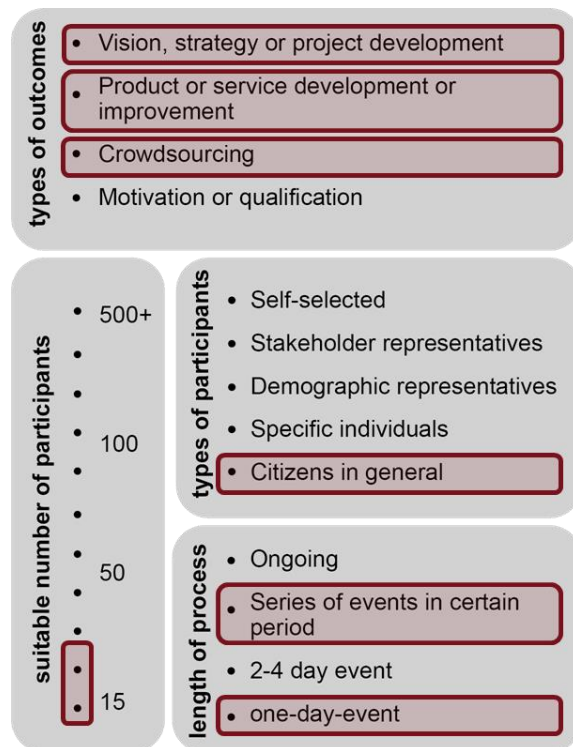 types of outcomes
• Vision, strategy or project development
• Product or service development or
improvement
• Crowdsourcing
• Motivation or qualification
suitable number of participants
500+
100
50
15
types of participants
• Self-selected
• Stakeholder representatives
• Demographic representatives
• Specific individuals
• Citizens in general
length of process
• Ongoing
• Series of events in certain
period
• 2-4 day event
• one-day-event